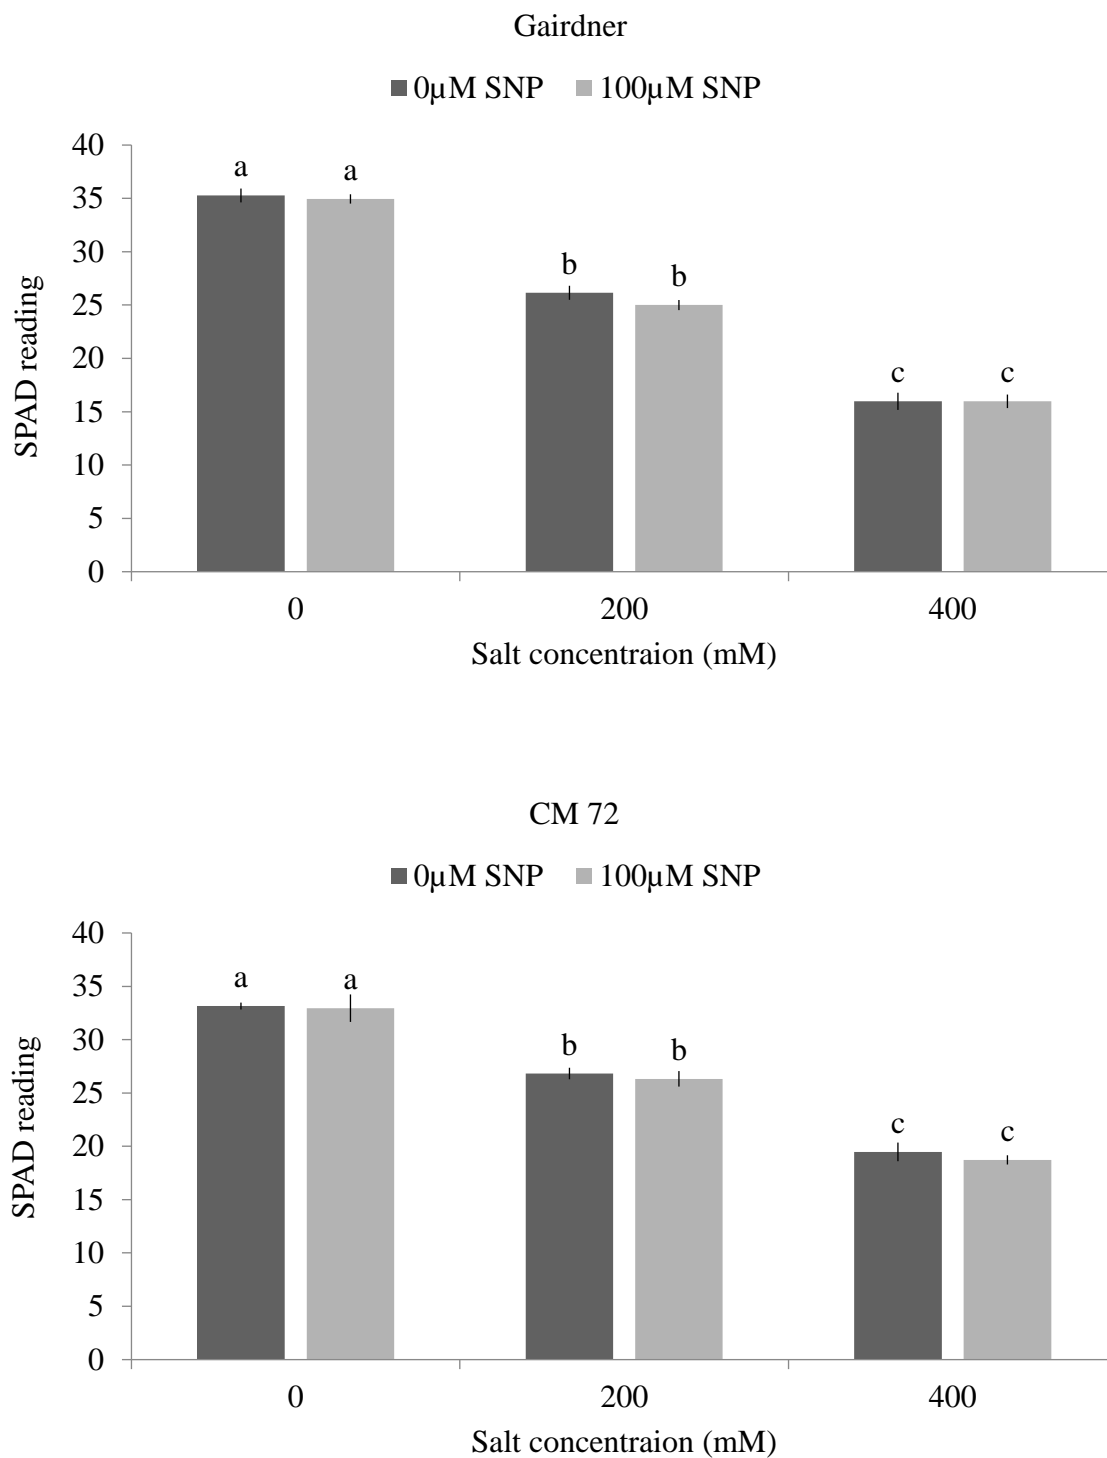 Gairdner
0µM SNP 100µM SNP
40
35
30
25
20
15
10
5
0
SPAD reading
a a b b c c
0 200 400
Salt concentraion (mM)
CM 72
0µM SNP 100µM SNP
40
35
30
25
20
15
10
5
0
SPAD reading
a a b b c c
0 200 400
Salt concentraion (mM)